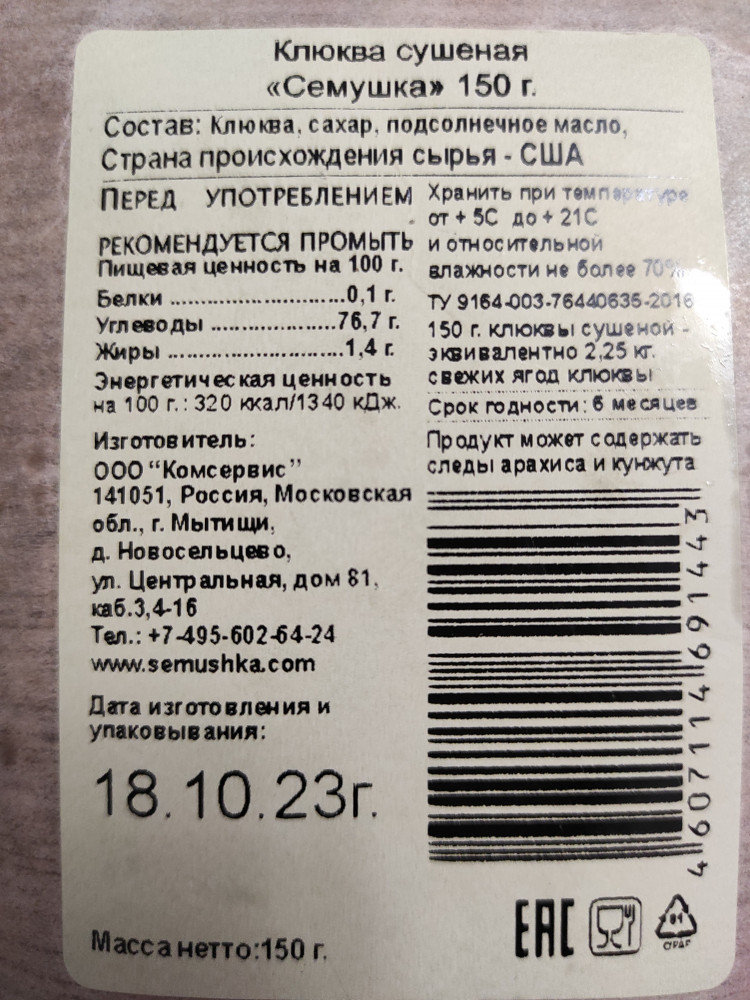 Клюква сушеная
«Семушка» 150 г.
Состав: Клюква, сахар, подсолнечное масло,
Страна происхождения сырья - США
ПЕРЕД УПОТРЕБЛЕНИЕМ
РЕКОМЕНДУЕТСЯ ПРОМЫТЬ
Пищевая ценность на 100 г.
Белки ...........................0,1 г.
Углеводы ...................76,7 г.
Жиры ...........................1,4 г.
Энергетическая ценность
на 100 г.: 320 ккал/1340 кДж.
Изготовитель:
ООО “Комсервис”
141051, Россия, Московская
обл., г. Мытищи,
д. Новосельцево,
ул. Центральная, дом 81,
каб.3,4-16
Тел.: +7-495-602-64-24
www.semushka.com
Дата изготовления и
упаковывания:
18.10.23г.
Масса нетто:150 г.
Хранить при температуре
от + 5С до + 21С
и относительной
влажности не более 70%
ТУ 9164-003-76440635-2016
150 г. клюквы сушеной -
эквивалентно 2,25 кг.
свежих ягод клюквы
Срок годности: 6 месяцев
Продукт может содержать
следы арахиса и кунжута
4607114691443
EAC